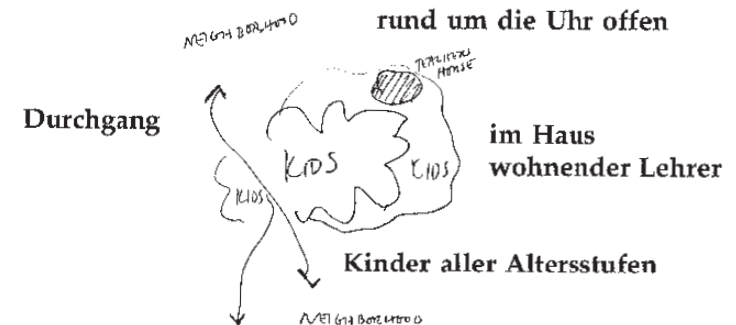 rund um die Uhr offen
NEIGHBORHOOD
TEACHERS
HOUSE
Durchgang
im Haus
wohnender Lehrer
KIDS
KIDS
KIDS
Kinder aller Altersstufen
NEIGHBORHOOD